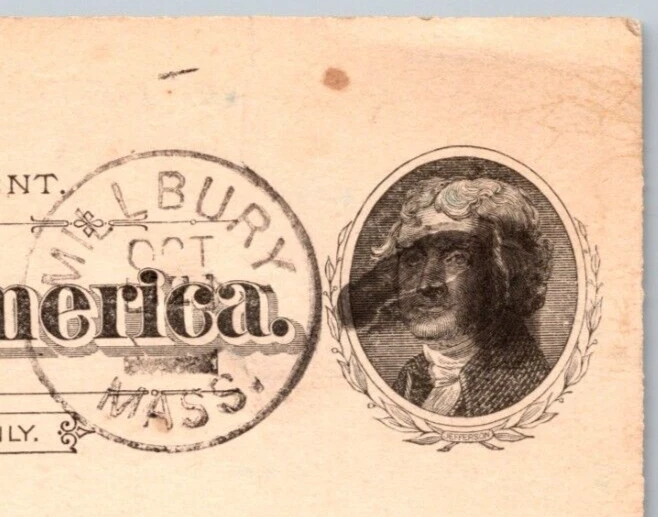 NT.
MILLBURY
OCT
merica.
MASS.
NLY.
JEFFERSON